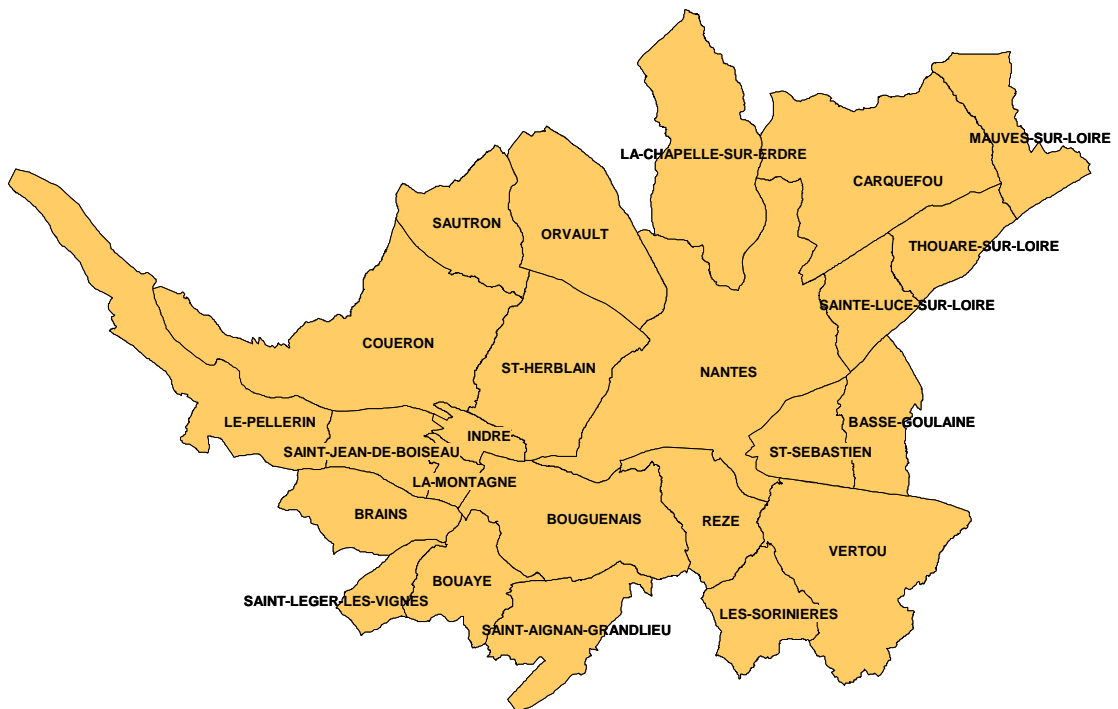 MAUVES-SUR-LOIRE
LA-CHAPELLE-SUR-ERDRE
CARQUEFOU
SAUTRON
ORVAULT
THOUARE-SUR-LOIRE
SAINTE-LUCE-SUR-LOIRE
COUERON
ST-HERBLAIN
NANTES
LE-PELLERIN
BASSE-GOULAINE
INDRE
SAINT-JEAN-DE-BOISEAU
ST-SEBASTIEN
LA-MONTAGNE
BRAINS
BOUGUENAIS
REZE
VERTOU
BOUAYE
SAINT-LEGER-LES-VIGNES
LES-SORINIERES
SAINT-AIGNAN-GRANDLIEU